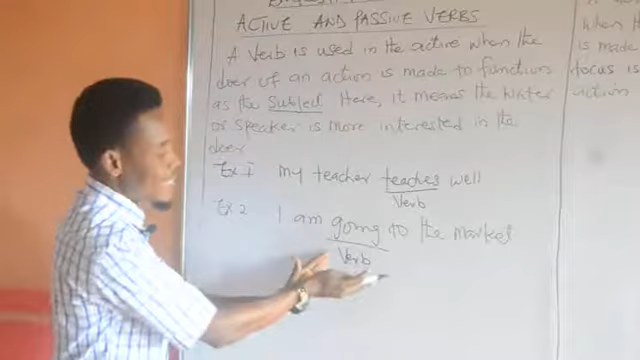 ACTIVE AND PASSIVE VERBS
A Verb is used in the active when the
doer of an action is made to function
as the Subject Here, it means the writer
or speaker is more interested in the
doer
Ex 1 my teacher teaches well
Verb
Ex 2 I am going to the market
Verb
when
is made
focus is
action